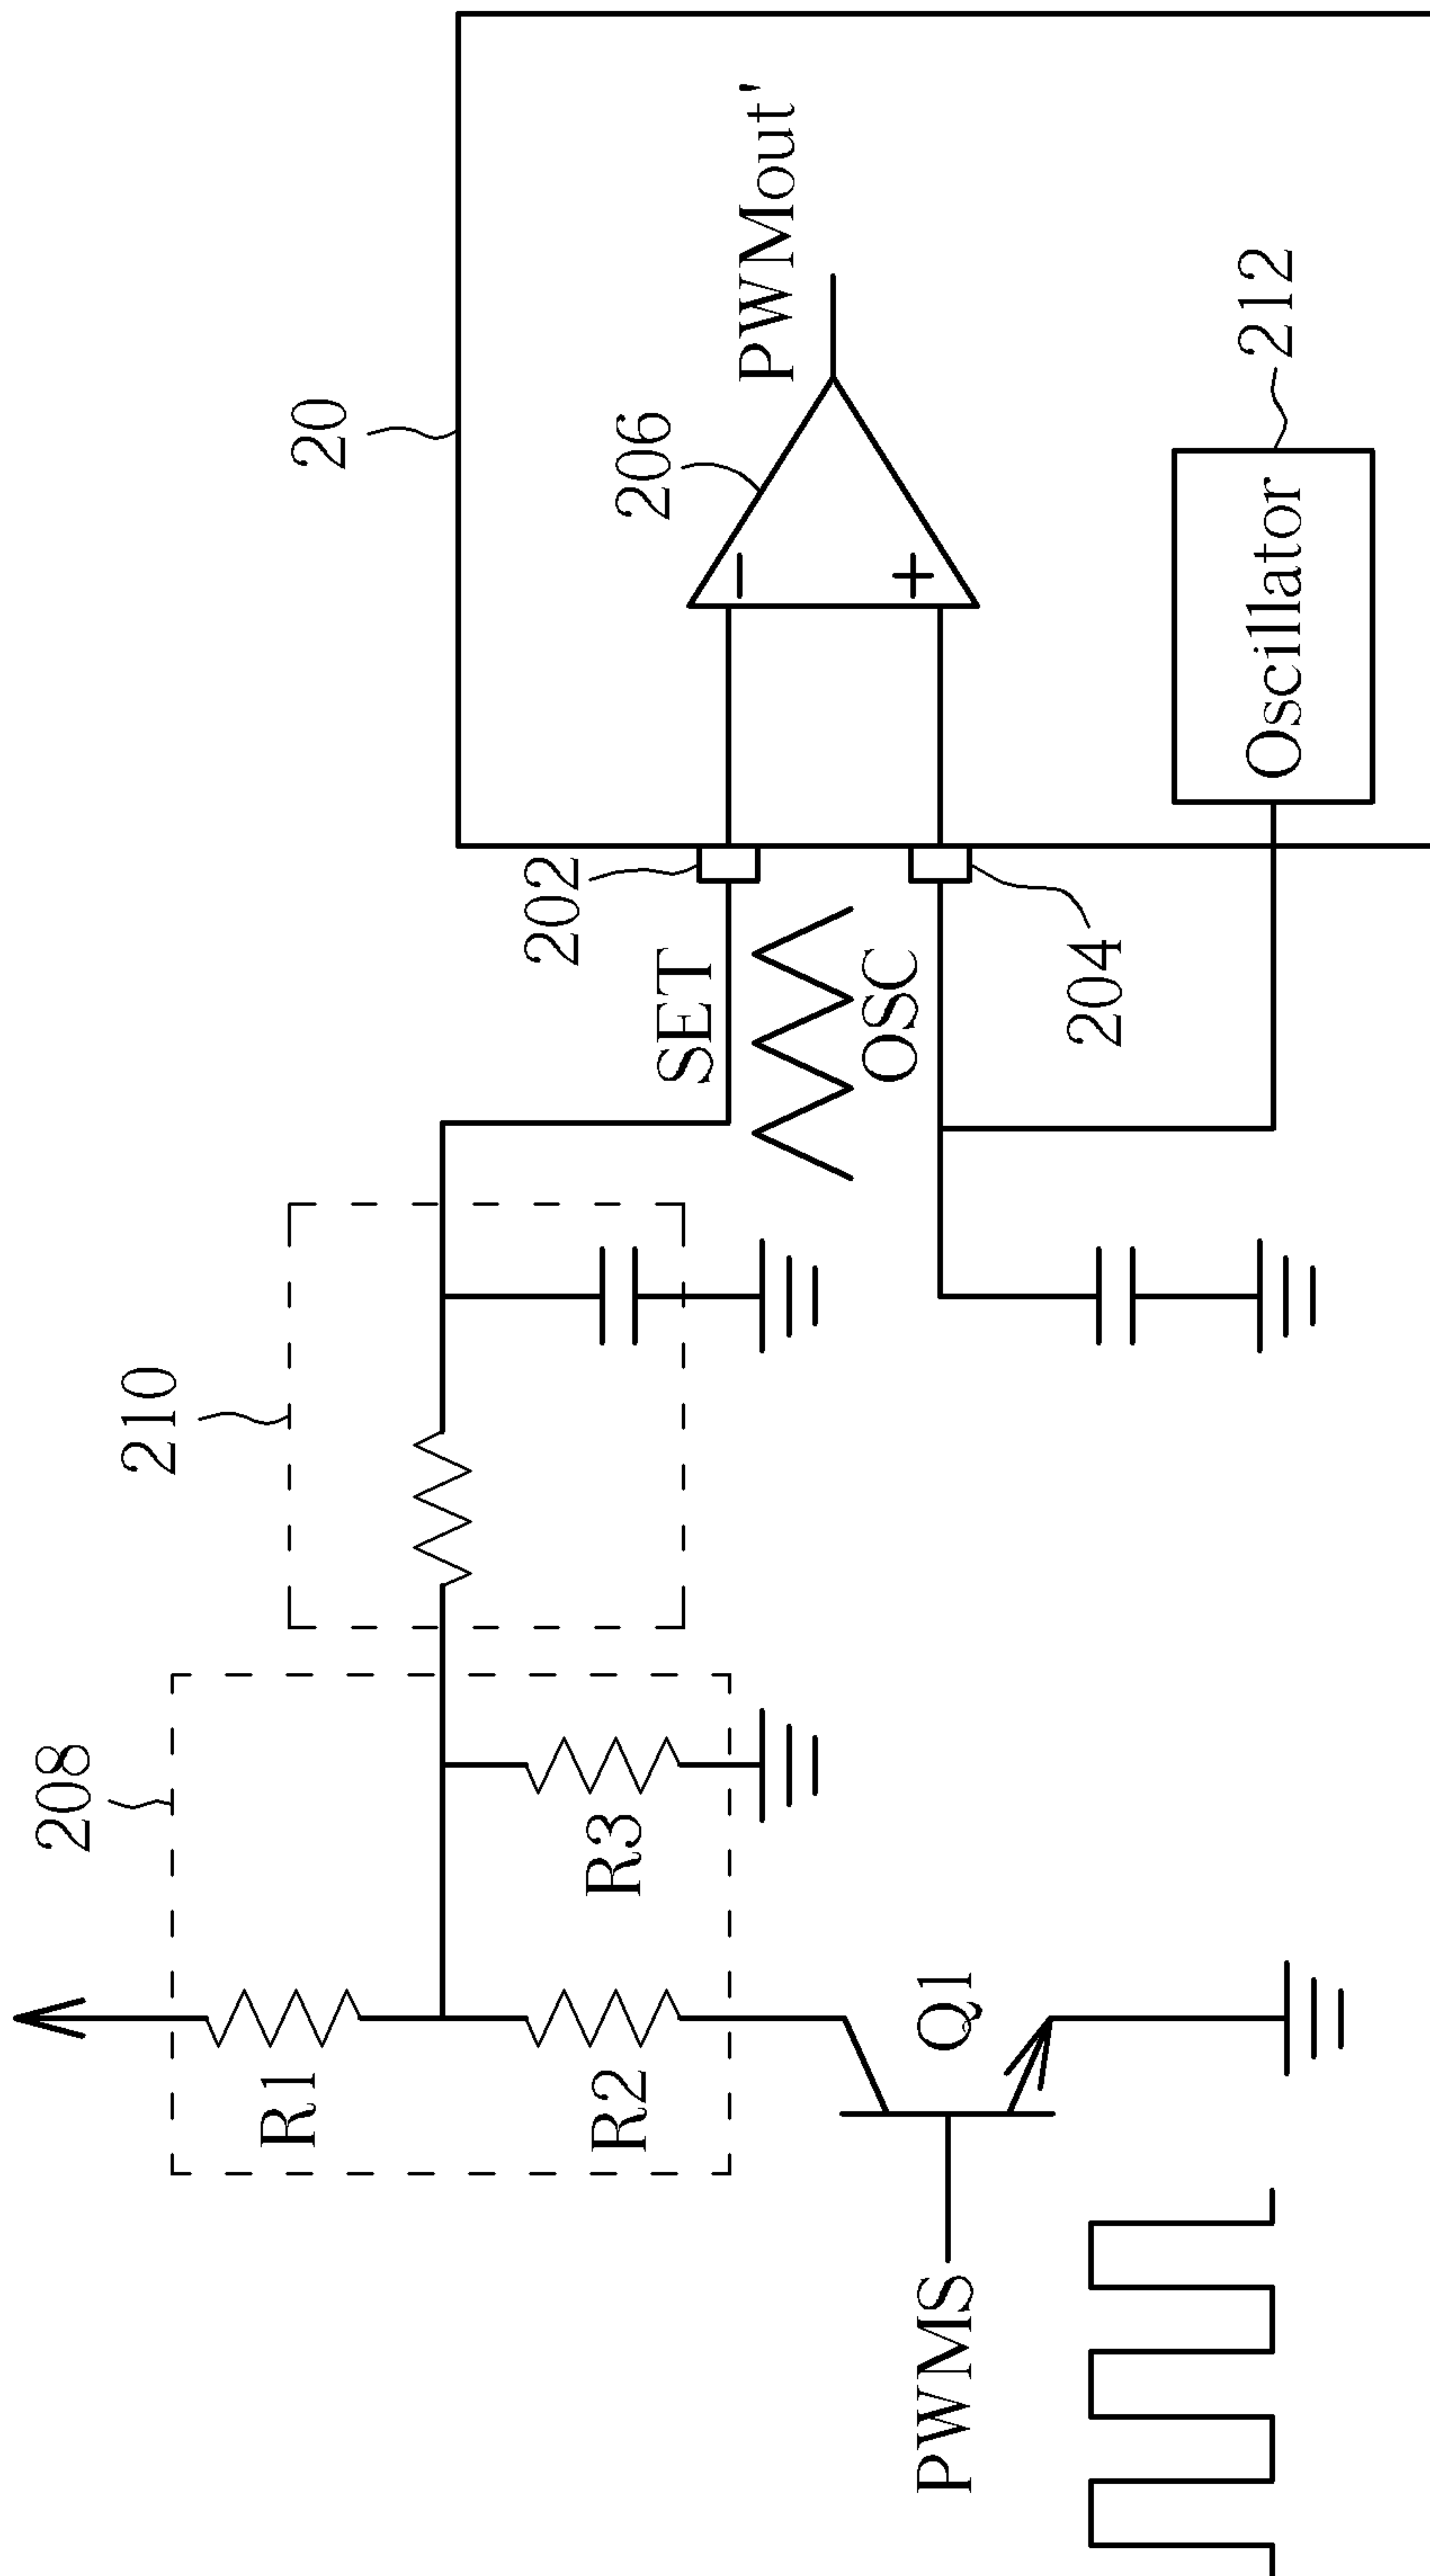 208
R1
R2
R3
210
Q1
PWMS
SET
OSC
202
204
20
206
PWMout'
Oscillator
212